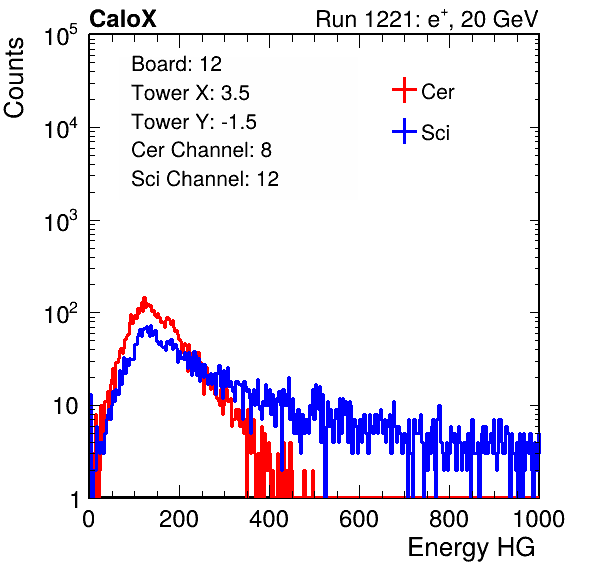 CaloX Run 1221: e⁺, 20 GeV
Counts
Board: 12
Tower X: 3.5
Tower Y: -1.5
Cer Channel: 8
Sci Channel: 12
Cer
Sci
10⁵
10⁴
10³
10²
10
1
0 200 400 600 800 1000
Energy HG